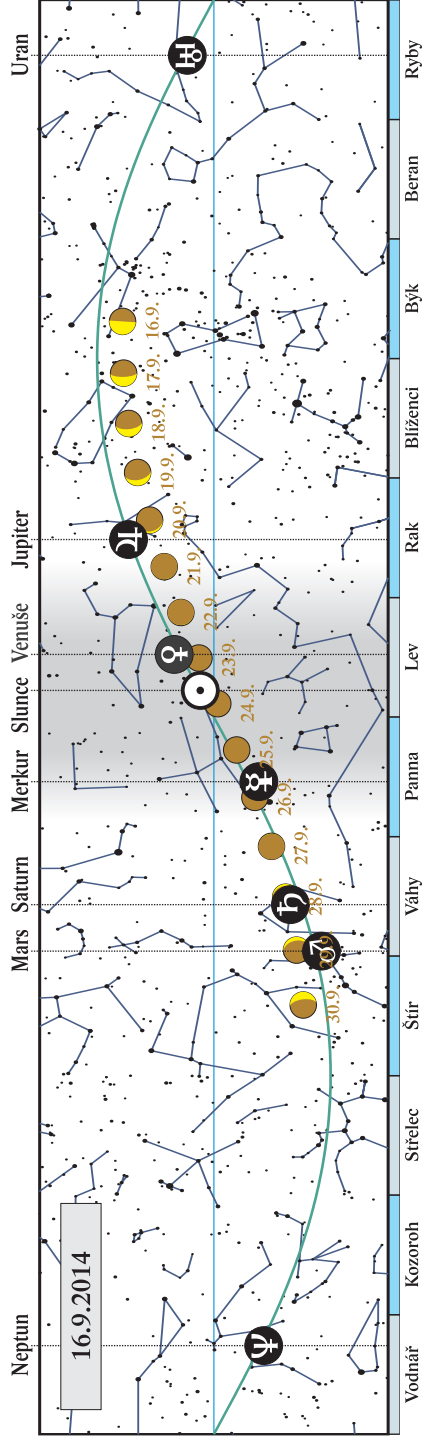 Neptun
Mars
Saturn
Merkur
Slunce
Venuše
Jupiter
Uran
16.9.2014
30.9.
29.9.
28.9.
27.9.
26.9.
25.9.
24.9.
23.9.
22.9.
21.9.
20.9.
19.9.
18.9.
17.9.
16.9.
Vodnář
Kozoroh
Střelec
Štír
Váhy
Panna
Lev
Rak
Blíženci
Býk
Beran
Ryby